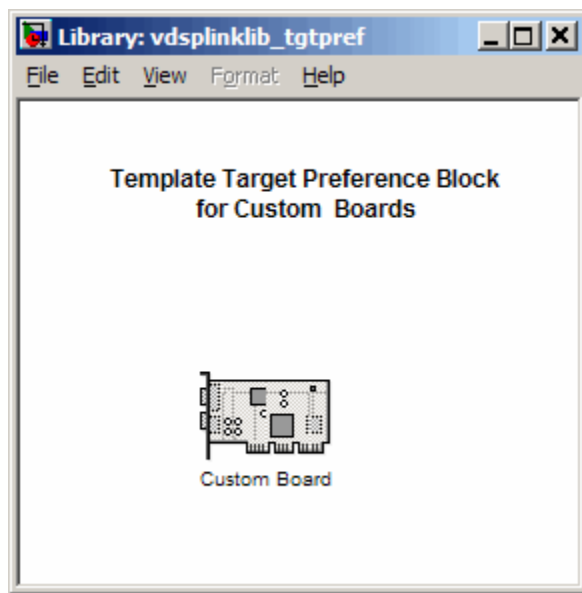 Library: vdsplinklib_tgtpref
File Edit View Format Help
Template Target Preference Block
for Custom Boards
Custom Board